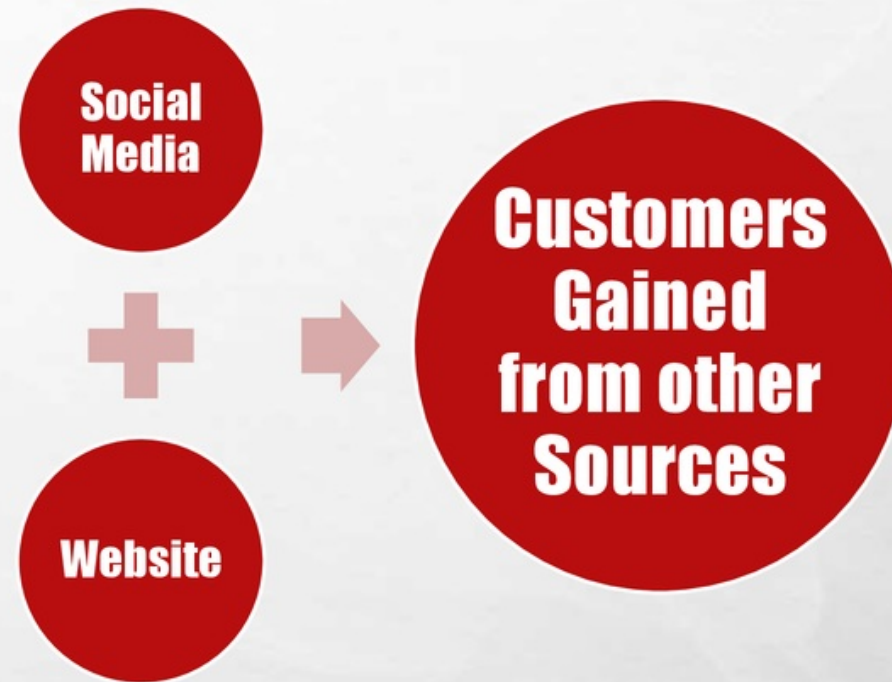 Social
Media
Website
Customers
Gained
from other
Sources